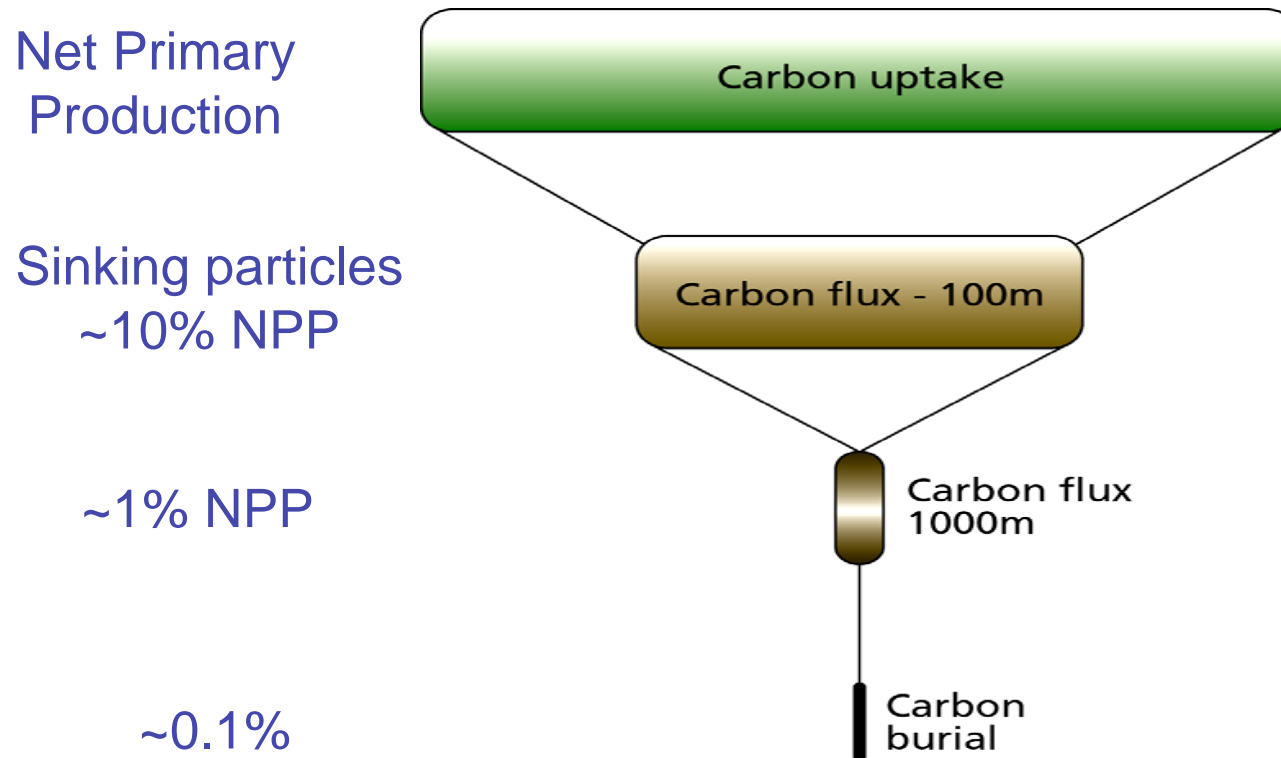 Net Primary
Production
Carbon uptake
Sinking particles
~10% NPP
Carbon flux - 100m
~1% NPP
Carbon flux
1000m
~0.1%
Carbon
burial